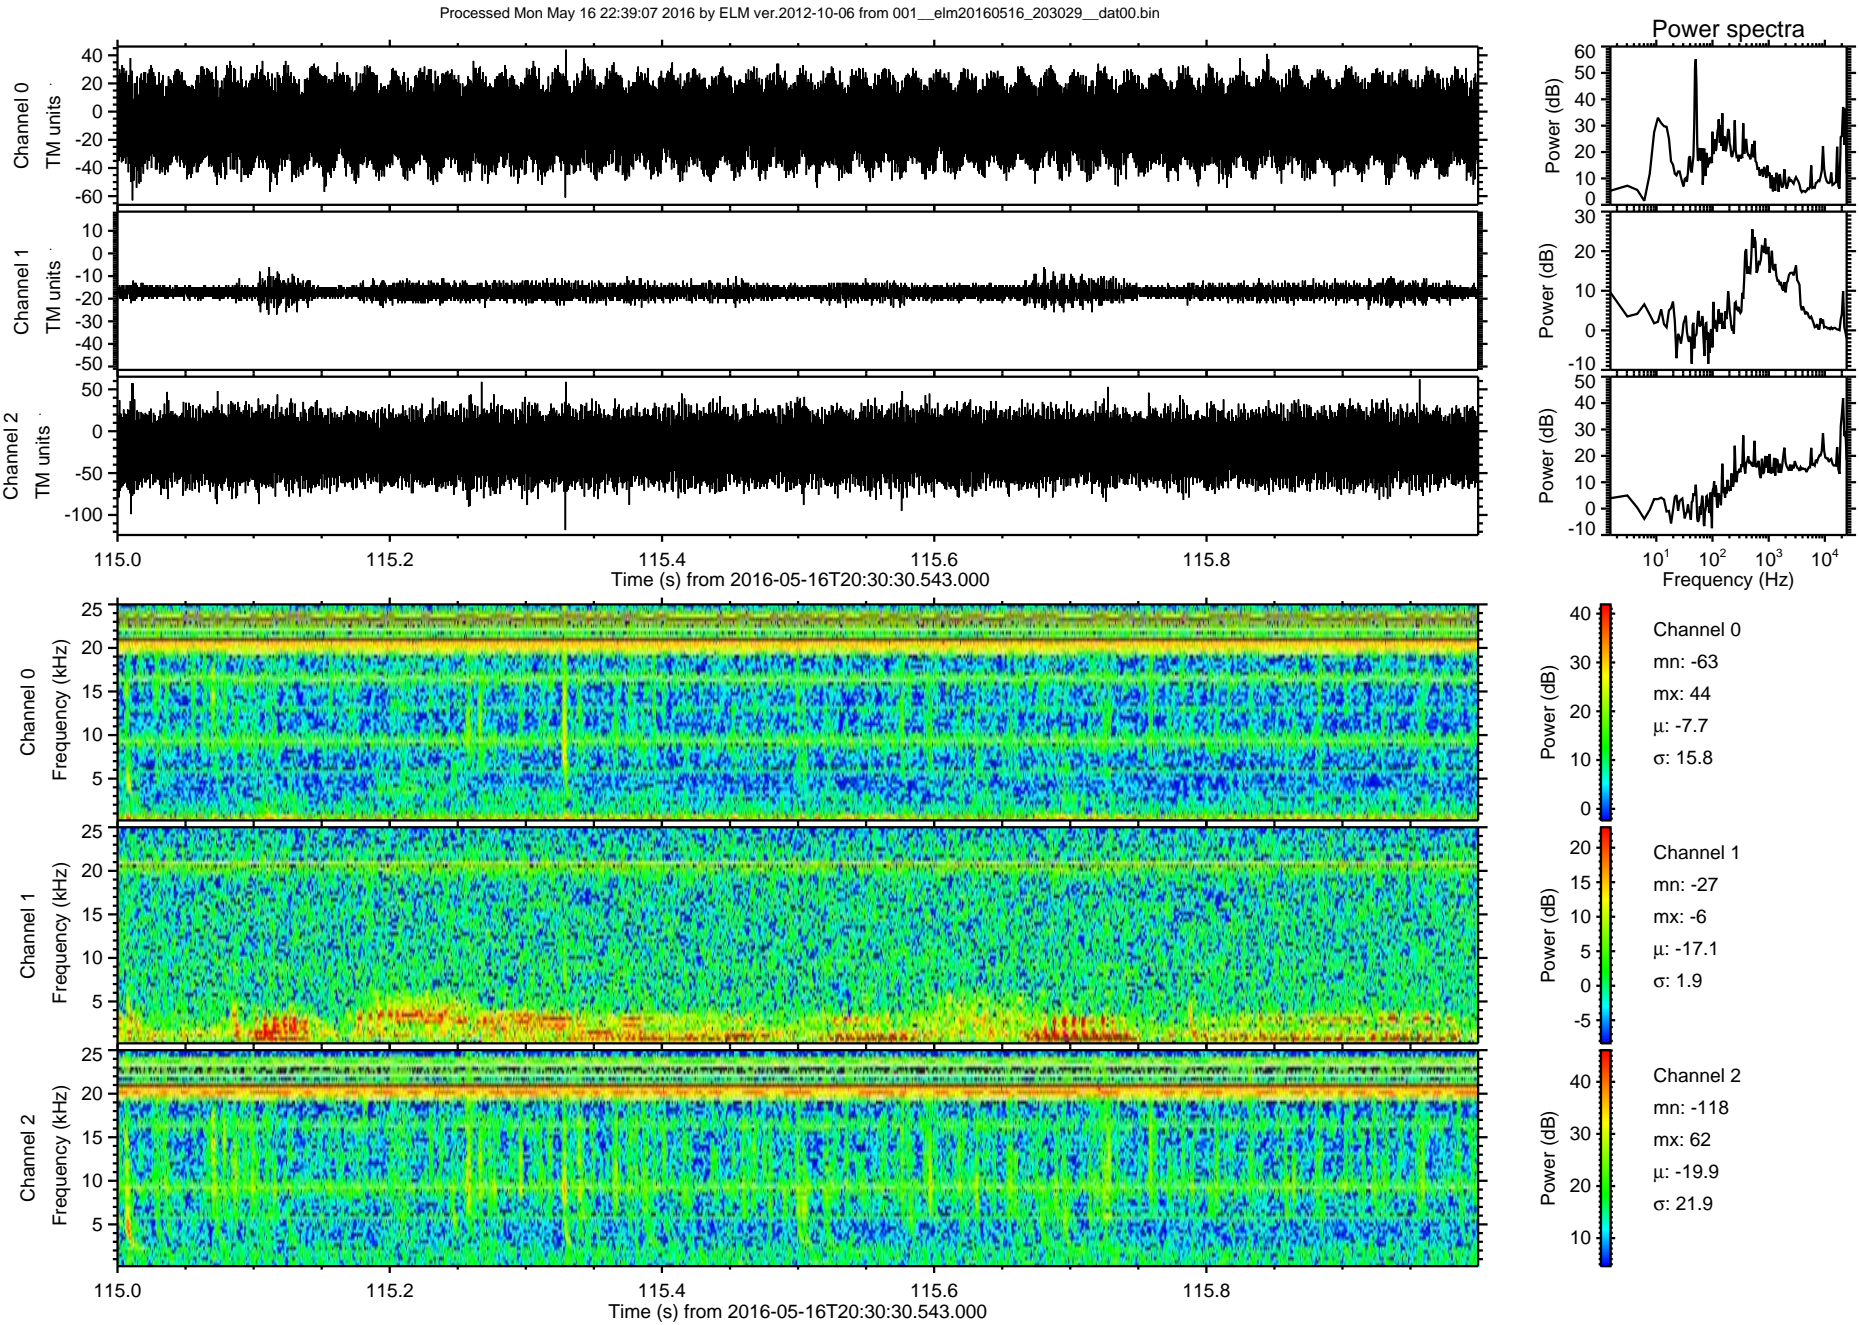 Processed Mon May 16 22:39:07 2016 by ELM ver.2012-10-06 from 001__elm20160516_203029__dat00.bin
Power spectra
Channel 0
TM units
40
20
0
-20
-40
-60
Power (dB)
60
50
40
30
20
10
0
Channel 1
TM units
10
0
-10
-20
-30
-40
-50
Power (dB)
30
20
10
0
-10
Channel 2
TM units
50
0
-50
-100
Power (dB)
50
40
30
20
10
0
-10
115.0 115.2 115.4 115.6 115.8
Time (s) from 2016-05-16T20:30:30.543.000
10¹ 10² 10³ 10⁴
Frequency (Hz)
Channel 0
Frequency (kHz)
25
20
15
10
5
Power (dB)
40
30
20
10
0
Channel 0
mn: -63
mx: 44
μ: -7.7
σ: 15.8
Channel 1
Frequency (kHz)
25
20
15
10
5
Power (dB)
20
15
10
5
0
-5
Channel 1
mn: -27
mx: -6
μ: -17.1
σ: 1.9
Channel 2
Frequency (kHz)
25
20
15
10
5
Power (dB)
40
30
20
10
Channel 2
mn: -118
mx: 62
μ: -19.9
σ: 21.9
115.0 115.2 115.4 115.6 115.8
Time (s) from 2016-05-16T20:30:30.543.000